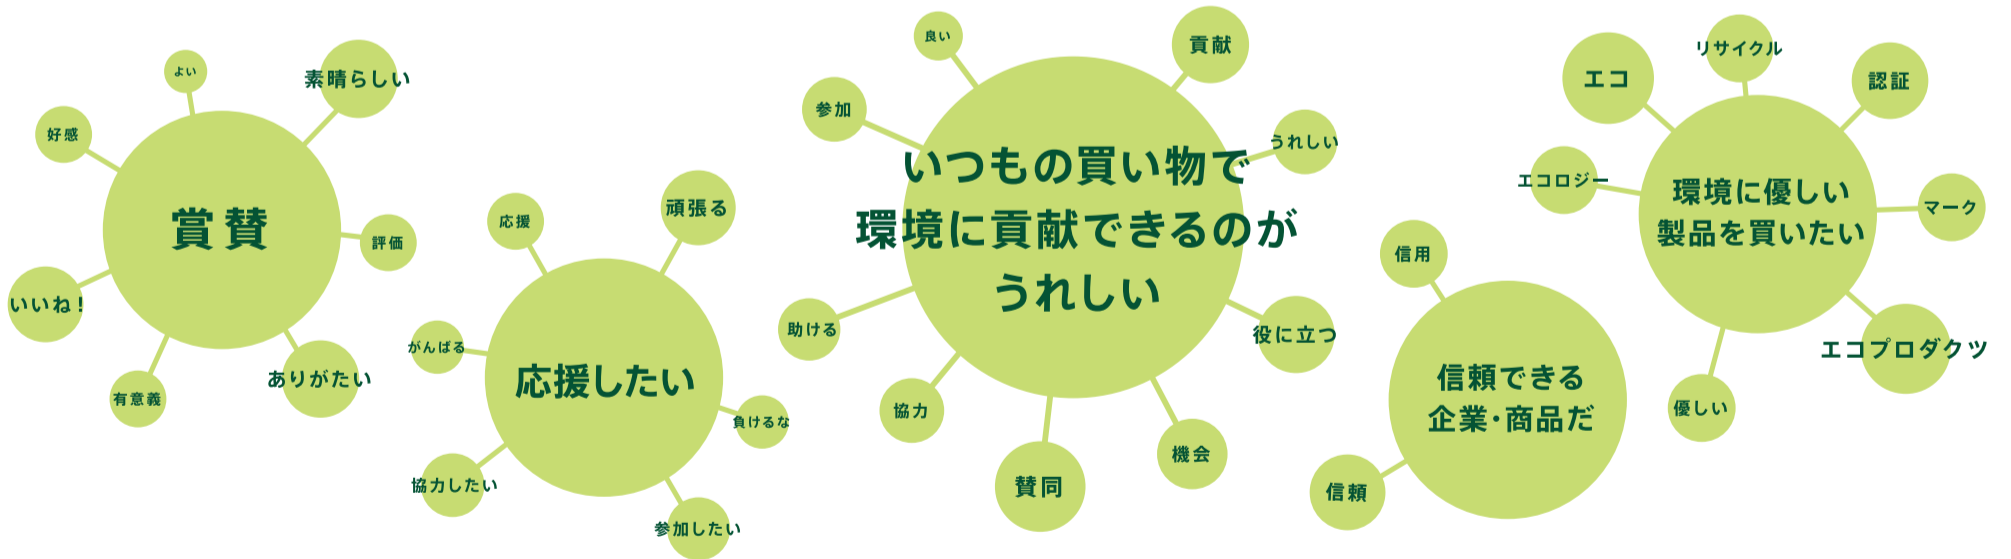 よい
素晴らしい
好感
賞賛
評価
いいね！
ありがたい
有意義
応援
頑張る
がんばる
応援したい
負けるな
協力したい
参加したい
良い
貢献
参加
うれしい
いつもの買い物で
環境に貢献できるのが
うれしい
助ける
役に立つ
協力
機会
賛同
信用
信頼できる
企業・商品だ
信頼
リサイクル
エコ
認証
エコロジー
環境に優しい
製品を買いたい
マーク
エコプロダクツ
優しい